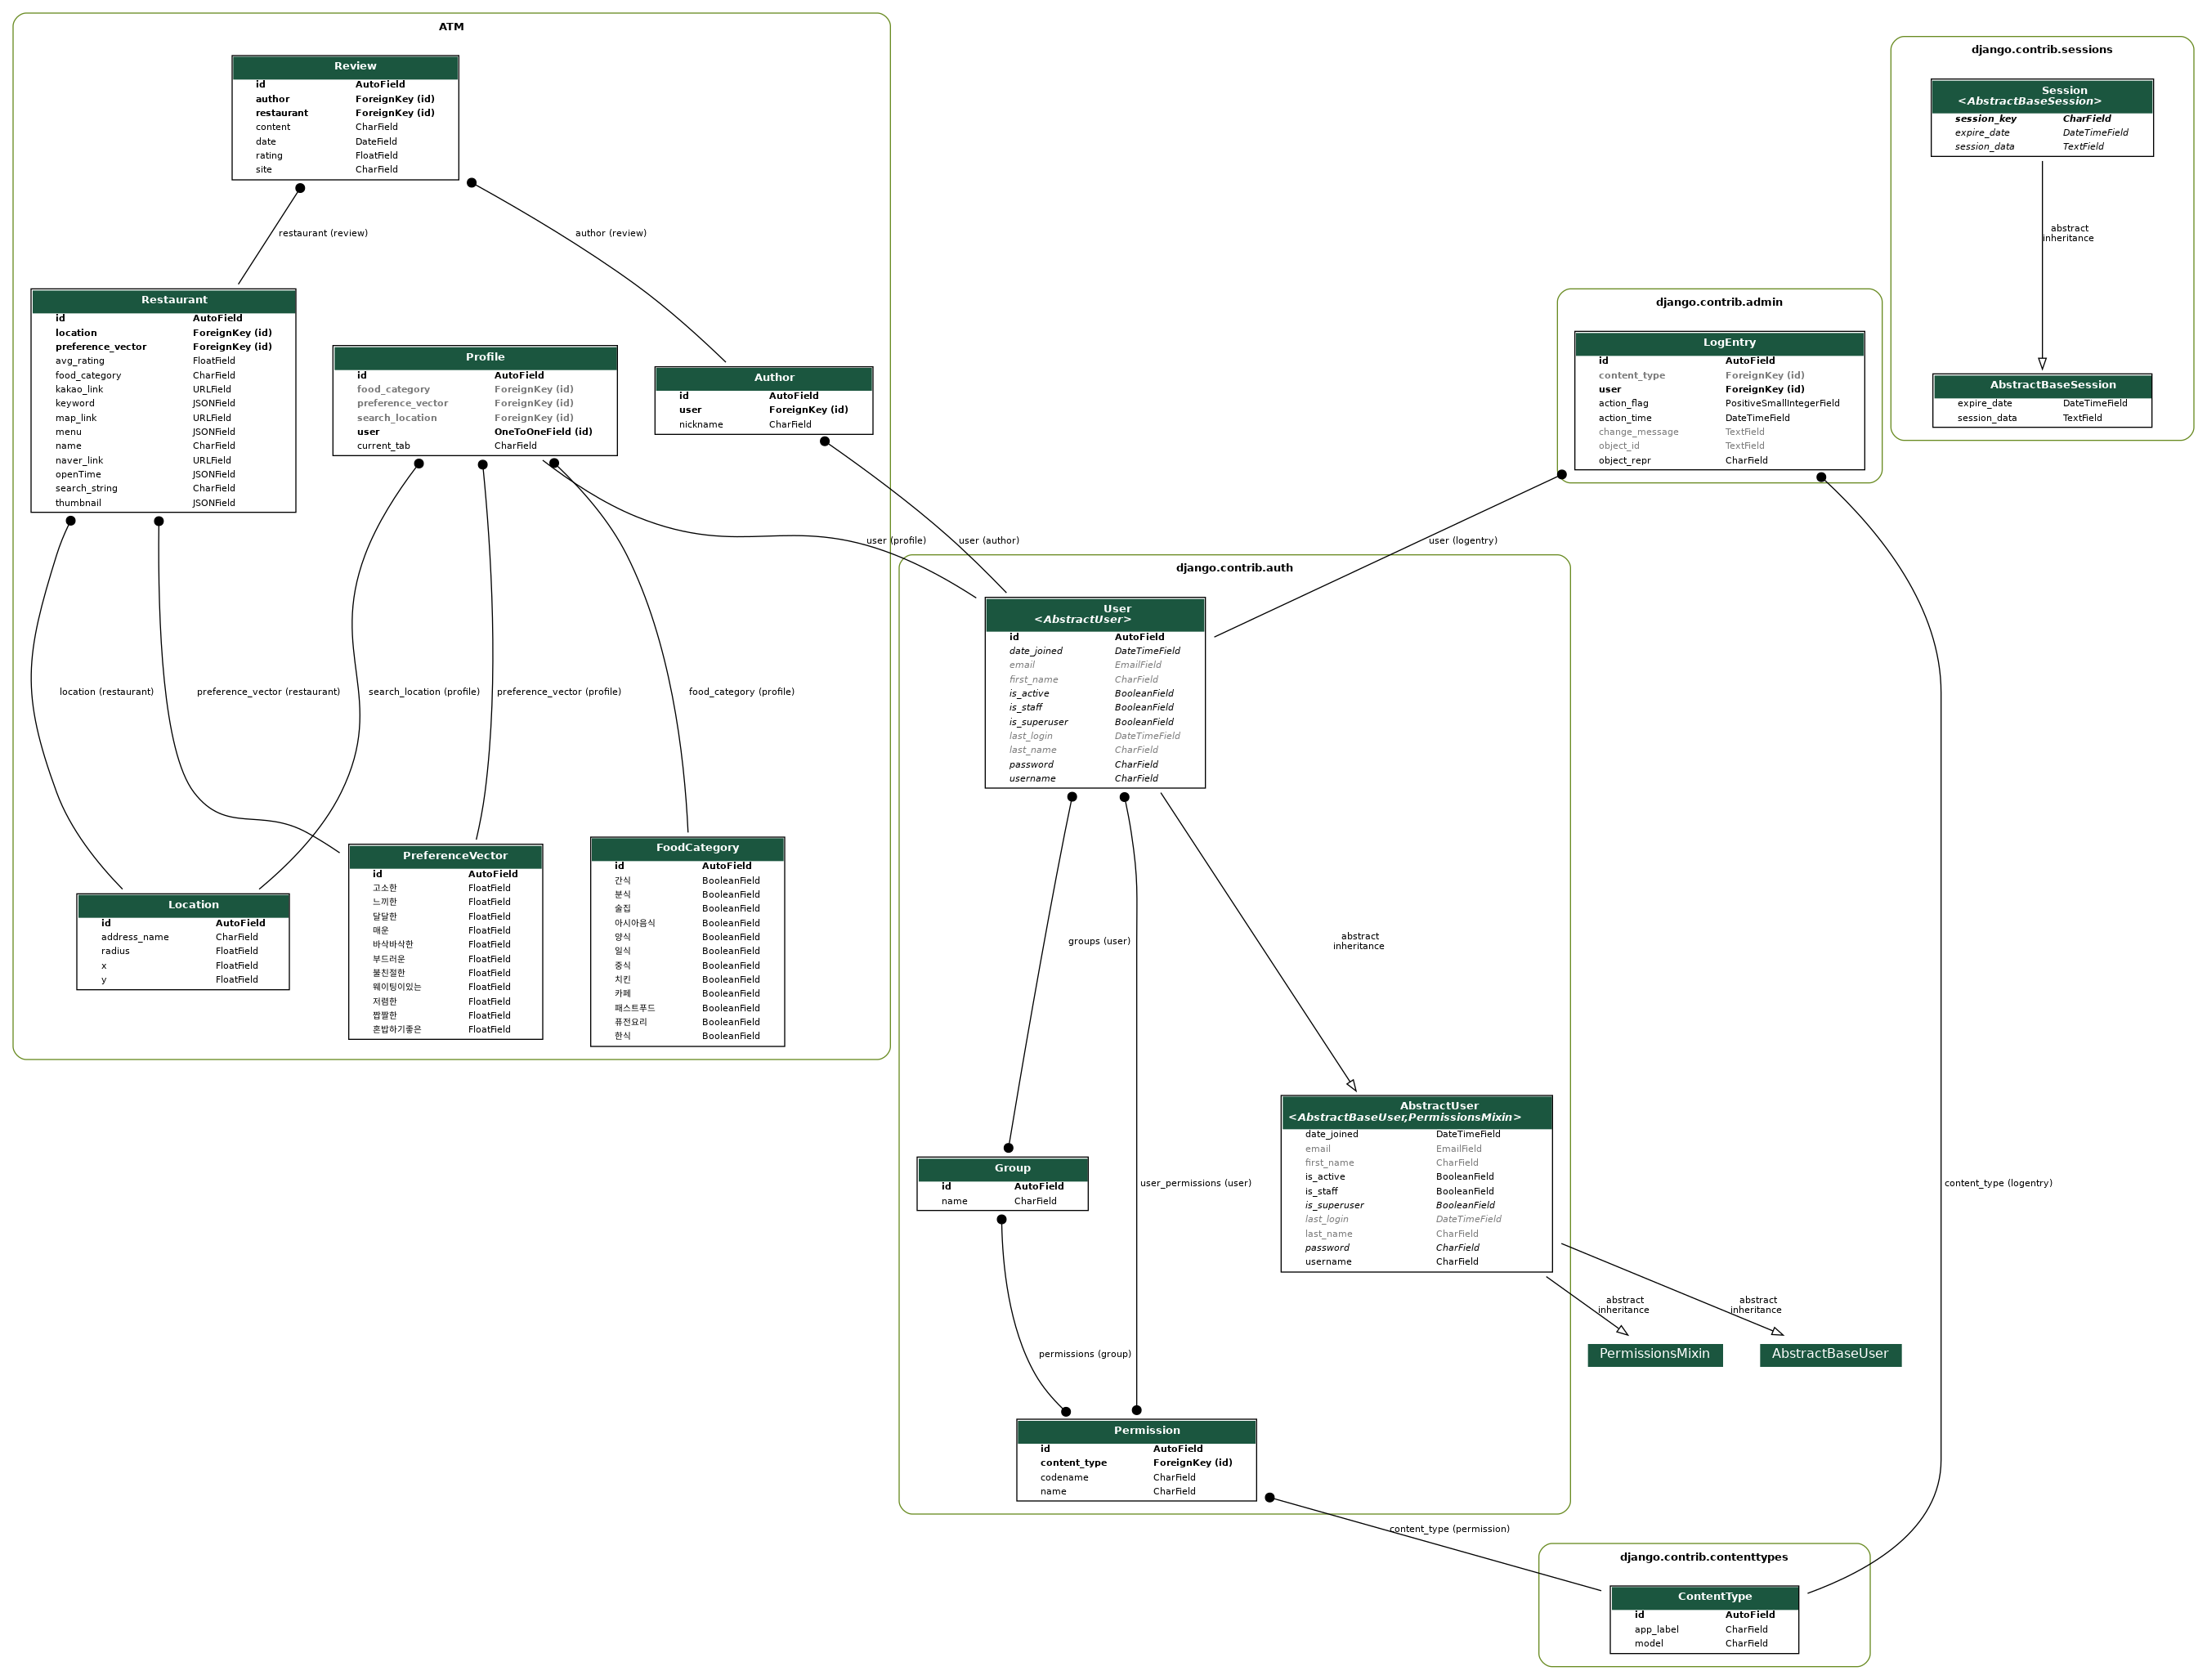 ATM
Review
id AutoField
author ForeignKey (id)
restaurant ForeignKey (id)
content CharField
date DateField
rating FloatField
site CharField
restaurant (review)
author (review)
Restaurant
id AutoField
location ForeignKey (id)
preference_vector ForeignKey (id)
avg_rating FloatField
food_category CharField
kakao_link URLField
keyword JSONField
map_link URLField
menu JSONField
name CharField
naver_link URLField
openTime JSONField
search_string CharField
thumbnail JSONField
Profile
id AutoField
food_category ForeignKey (id)
preference_vector ForeignKey (id)
search_location ForeignKey (id)
user OneToOneField (id)
current_tab CharField
Author
id AutoField
user ForeignKey (id)
nickname CharField
user (profile)
user (author)
location (restaurant)
preference_vector (restaurant)
search_location (profile)
preference_vector (profile)
food_category (profile)
Location
id AutoField
address_name CharField
radius FloatField
x FloatField
y FloatField
PreferenceVector
id AutoField
고소한 FloatField
느끼한 FloatField
달달한 FloatField
매운 FloatField
바삭바삭한 FloatField
부드러운 FloatField
불친절한 FloatField
웨이팅이있는 FloatField
저렴한 FloatField
짭짤한 FloatField
혼밥하기좋은 FloatField
FoodCategory
id AutoField
간식 BooleanField
분식 BooleanField
술집 BooleanField
아시아음식 BooleanField
양식 BooleanField
일식 BooleanField
중식 BooleanField
치킨 BooleanField
카페 BooleanField
패스트푸드 BooleanField
퓨전요리 BooleanField
한식 BooleanField
django.contrib.sessions
Session
<AbstractBaseSession>
session_key CharField
expire_date DateTimeField
session_data TextField
abstract
inheritance
AbstractBaseSession
expire_date DateTimeField
session_data TextField
django.contrib.admin
LogEntry
id AutoField
content_type ForeignKey (id)
user ForeignKey (id)
action_flag PositiveSmallIntegerField
action_time DateTimeField
change_message TextField
object_id TextField
object_repr CharField
user (logentry)
content_type (logentry)
django.contrib.auth
User
<AbstractUser>
id AutoField
date_joined DateTimeField
email EmailField
first_name CharField
is_active BooleanField
is_staff BooleanField
is_superuser BooleanField
last_login DateTimeField
last_name CharField
password CharField
username CharField
groups (user)
abstract
inheritance
user_permissions (user)
Group
id AutoField
name CharField
permissions (group)
AbstractUser
<AbstractBaseUser,PermissionsMixin>
date_joined DateTimeField
email EmailField
first_name CharField
is_active BooleanField
is_staff BooleanField
is_superuser BooleanField
last_login DateTimeField
last_name CharField
password CharField
username CharField
abstract
inheritance
abstract
inheritance
PermissionsMixin
AbstractBaseUser
Permission
id AutoField
content_type ForeignKey (id)
codename CharField
name CharField
content_type (permission)
django.contrib.contenttypes
ContentType
id AutoField
app_label CharField
model CharField